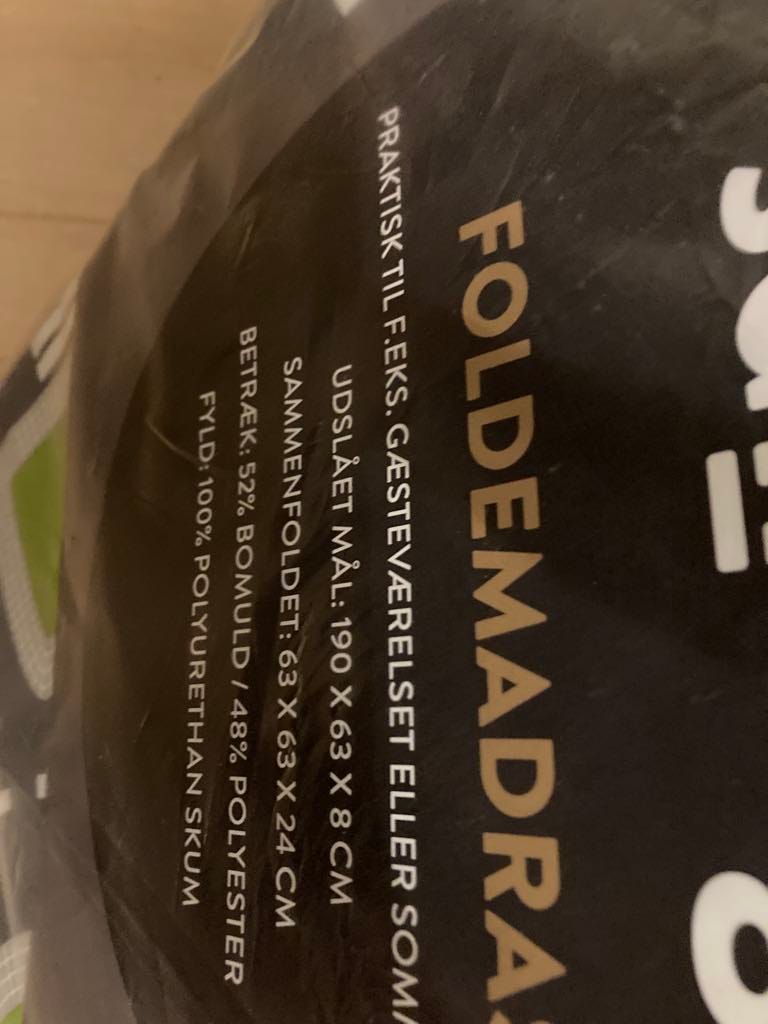 FOLDEMADRAS
PRAKTISK TIL F.EKS. GÆSTEVÆRELSET ELLER SOM
UDSLÅET MÅL: 190 X 63 X 8 CM
SAMMENFOLDET: 63 X 63 X 24 CM
BETRÆK: 52% BOMULD / 48% POLYESTER
FYLD: 100% POLYURETHAN SKUM